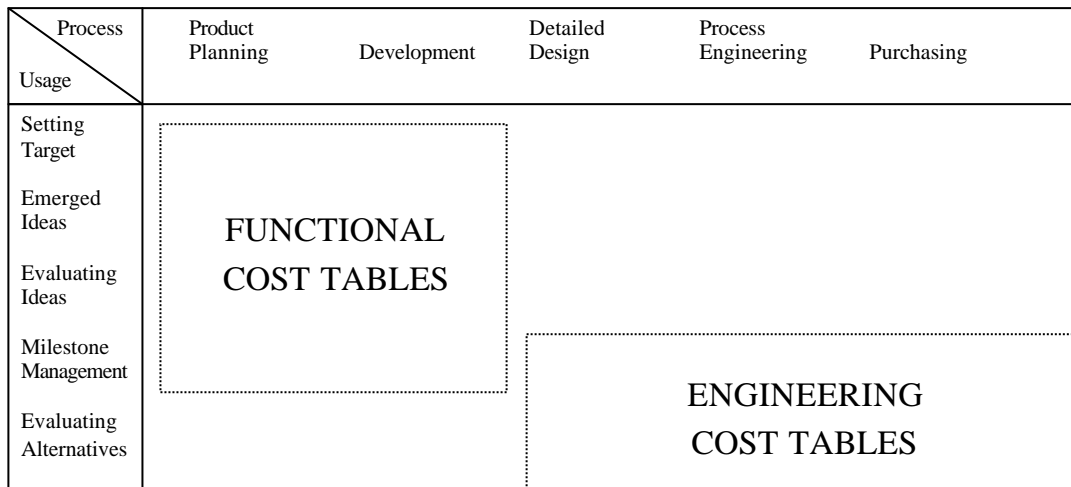 Process
Usage
Product
Planning
Development
Detailed
Design
Process
Engineering
Purchasing
Setting
Target
Emerged
Ideas
Evaluating
Ideas
Milestone
Management
Evaluating
Alternatives
FUNCTIONAL
COST TABLES
ENGINEERING
COST TABLES